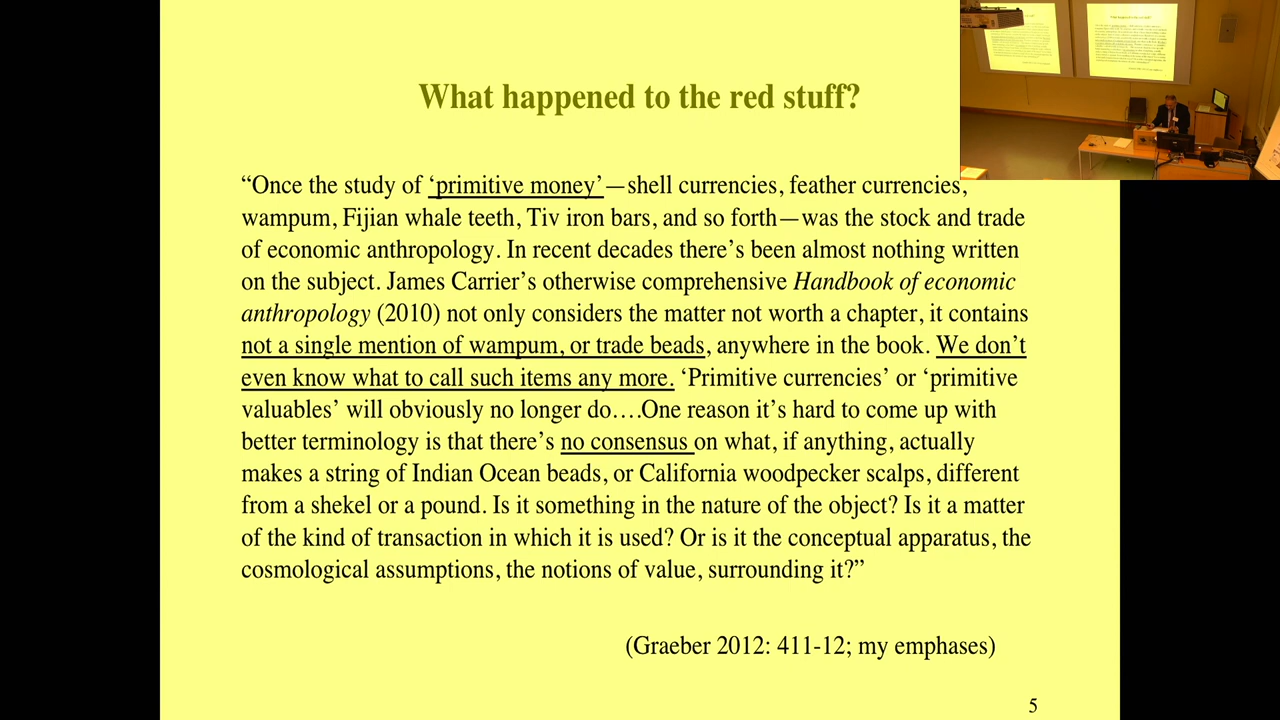 What happened to the red stuff?
“Once the study of ‘primitive money’—shell currencies, feather currencies,
wampum, Fijian whale teeth, Tiv iron bars, and so forth—was the stock and trade
of economic anthropology. In recent decades there’s been almost nothing written
on the subject. James Carrier’s otherwise comprehensive Handbook of economic
anthropology (2010) not only considers the matter not worth a chapter, it contains
not a single mention of wampum, or trade beads, anywhere in the book. We don’t
even know what to call such items any more. ‘Primitive currencies’ or ‘primitive
valuables’ will obviously no longer do….One reason it’s hard to come up with
better terminology is that there’s no consensus on what, if anything, actually
makes a string of Indian Ocean beads, or California woodpecker scalps, different
from a shekel or a pound. Is it something in the nature of the object? Is it a matter
of the kind of transaction in which it is used? Or is it the conceptual apparatus, the
cosmological assumptions, the notions of value, surrounding it?”
(Graeber 2012: 411-12; my emphases)
5